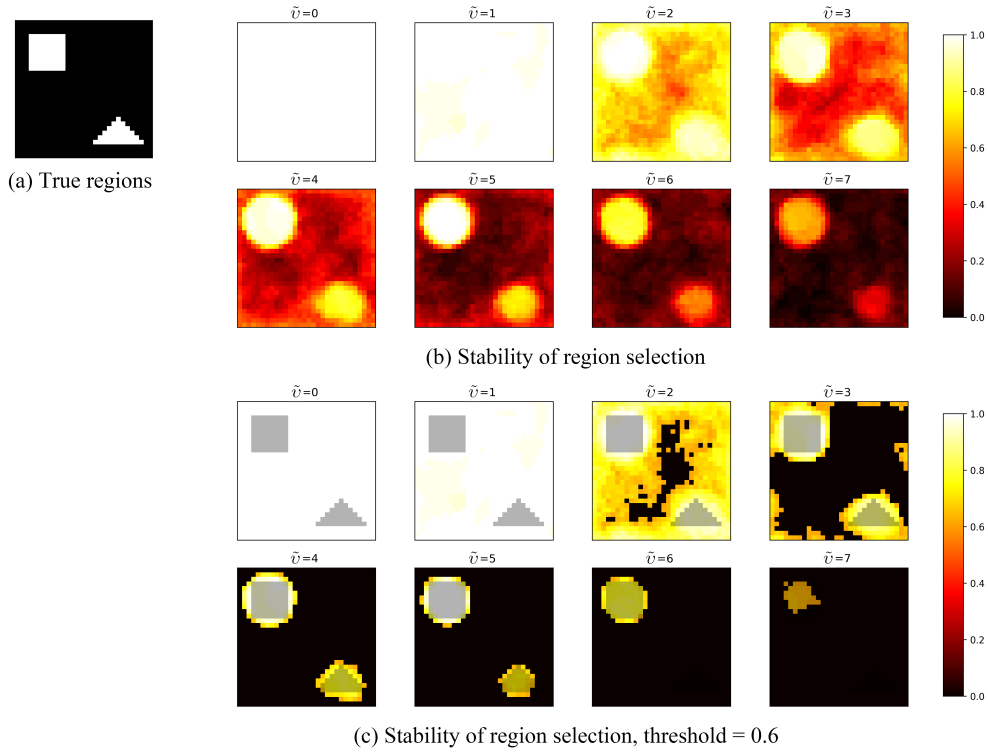 ṽ=0 ṽ=1 ṽ=2 ṽ=3
1.0
0.8
0.6
0.4
0.2
0.0
(a) True regions
ṽ=4 ṽ=5 ṽ=6 ṽ=7
(b) Stability of region selection
ṽ=0 ṽ=1 ṽ=2 ṽ=3
1.0
0.8
0.6
0.4
0.2
0.0
ṽ=4 ṽ=5 ṽ=6 ṽ=7
(c) Stability of region selection, threshold = 0.6